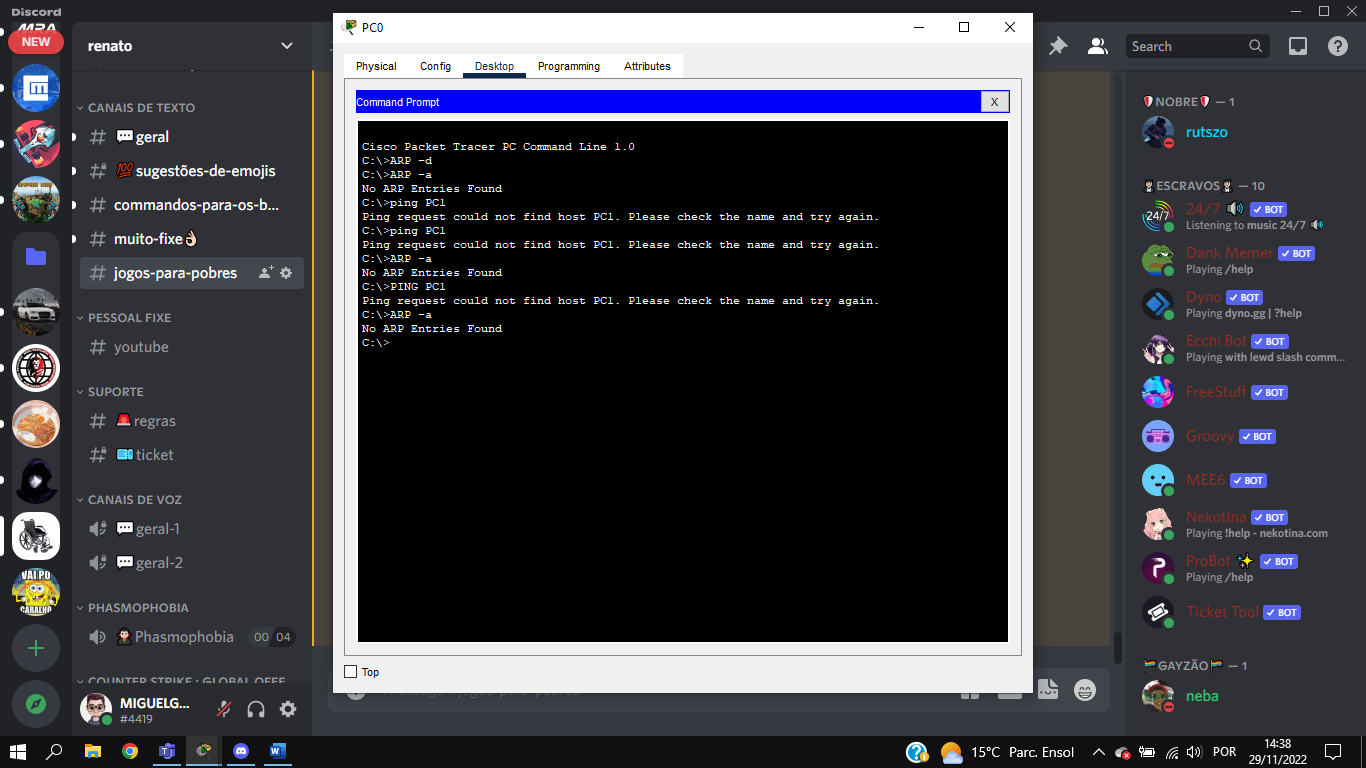 Discord
MPA
NEW
renato
CANAIS DE TEXTO
geral
💯sugestões-de-emojis
commandos-para-os-b...
muito-fixe👌🏻
jogos-para-pobres
PESSOAL FIXE
youtube
SUPORTE
🚨regras
🎫ticket
CANAIS DE VOZ
💬geral-1
💬geral-2
PHASMOPHOBIA
Phasmophobia 00 04
VAI PO
CARALHO
MIGUELG...
#4419
PC0
Physical Config Desktop Programming Attributes
Command Prompt X
Cisco Packet Tracer PC Command Line 1.0
C:\>ARP -d
C:\>ARP -a
No ARP Entries Found
C:\>ping PC1
Ping request could not find host PC1. Please check the name and try again.
C:\>ping PC1
Ping request could not find host PC1. Please check the name and try again.
C:\>ARP -a
No ARP Entries Found
C:\>PING PC1
Ping request could not find host PC1. Please check the name and try again.
C:\>ARP -a
No ARP Entries Found
C:\>
Top
Search
NOBRE — 1
rutszo
ESCRAVOS — 10
24/7
24/7 🔊 ✓ BOT
Listening to music 24/7 🔊
Dank Memer ✓ BOT
Playing /help
Dyno ✓ BOT
Playing dyno.gg | ?help
Ecchi Bot ✓ BOT
Playing with lewd slash comm...
FreeStuff ✓ BOT
Groovy ✓ BOT
MEE6 ✓ BOT
Nekotina ✓ BOT
Playing !help - nekotina.com
ProBot ✨ ✓ BOT
Playing /help
Ticket Tool ✓ BOT
GAYZÃO — 1
neba
15°C Parc. Ensol
POR
14:38
29/11/2022